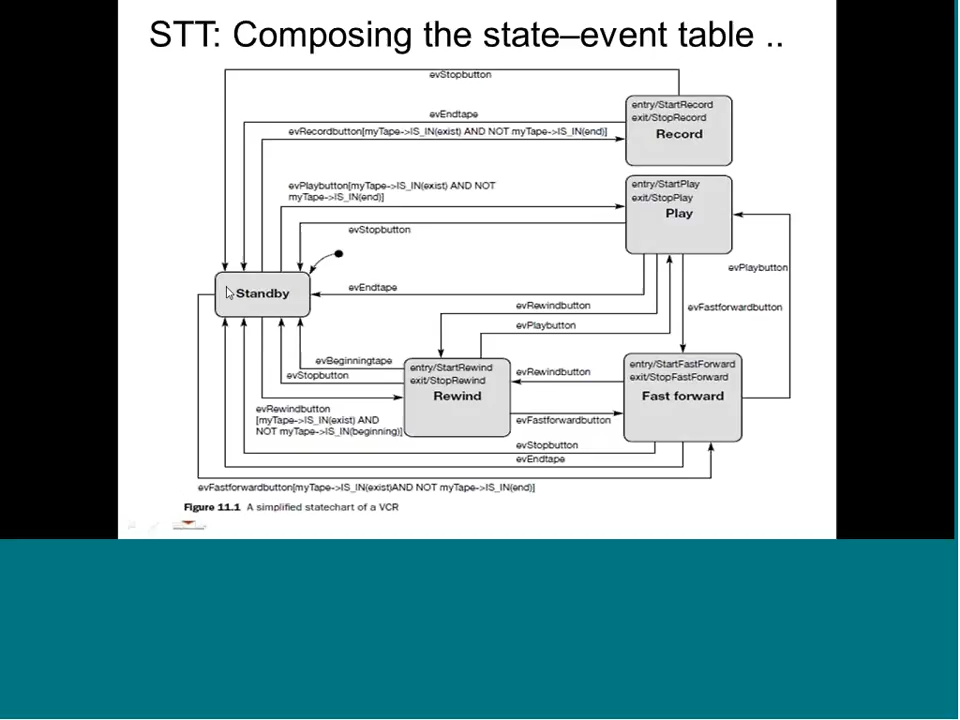 STT: Composing the state–event table ..
evStopbutton
entry/StartRecord
exit/StopRecord
Record
evEndtape
evRecordbutton[myTape->IS_IN(exist) AND NOT myTape->IS_IN(end)]
entry/StartPlay
exit/StopPlay
Play
evPlaybutton[myTape->IS_IN(exist) AND NOT
myTape->IS_IN(end)]
evStopbutton
evPlaybutton
Standby
evEndtape
evRewindbutton
evFastforwardbutton
evPlaybutton
evBeginningtape
evStopbutton
entry/StartRewind
exit/StopRewind
Rewind
evRewindbutton
entry/StartFastForward
exit/StopFastForward
Fast forward
evRewindbutton
[myTape->IS_IN(exist) AND
NOT myTape->IS_IN(beginning)]
evFastforwardbutton
evStopbutton
evEndtape
evFastforwardbutton[myTape->IS_IN(exist)AND NOT myTape->IS_IN(end)]
Figure 11.1 A simplified statechart of a VCR